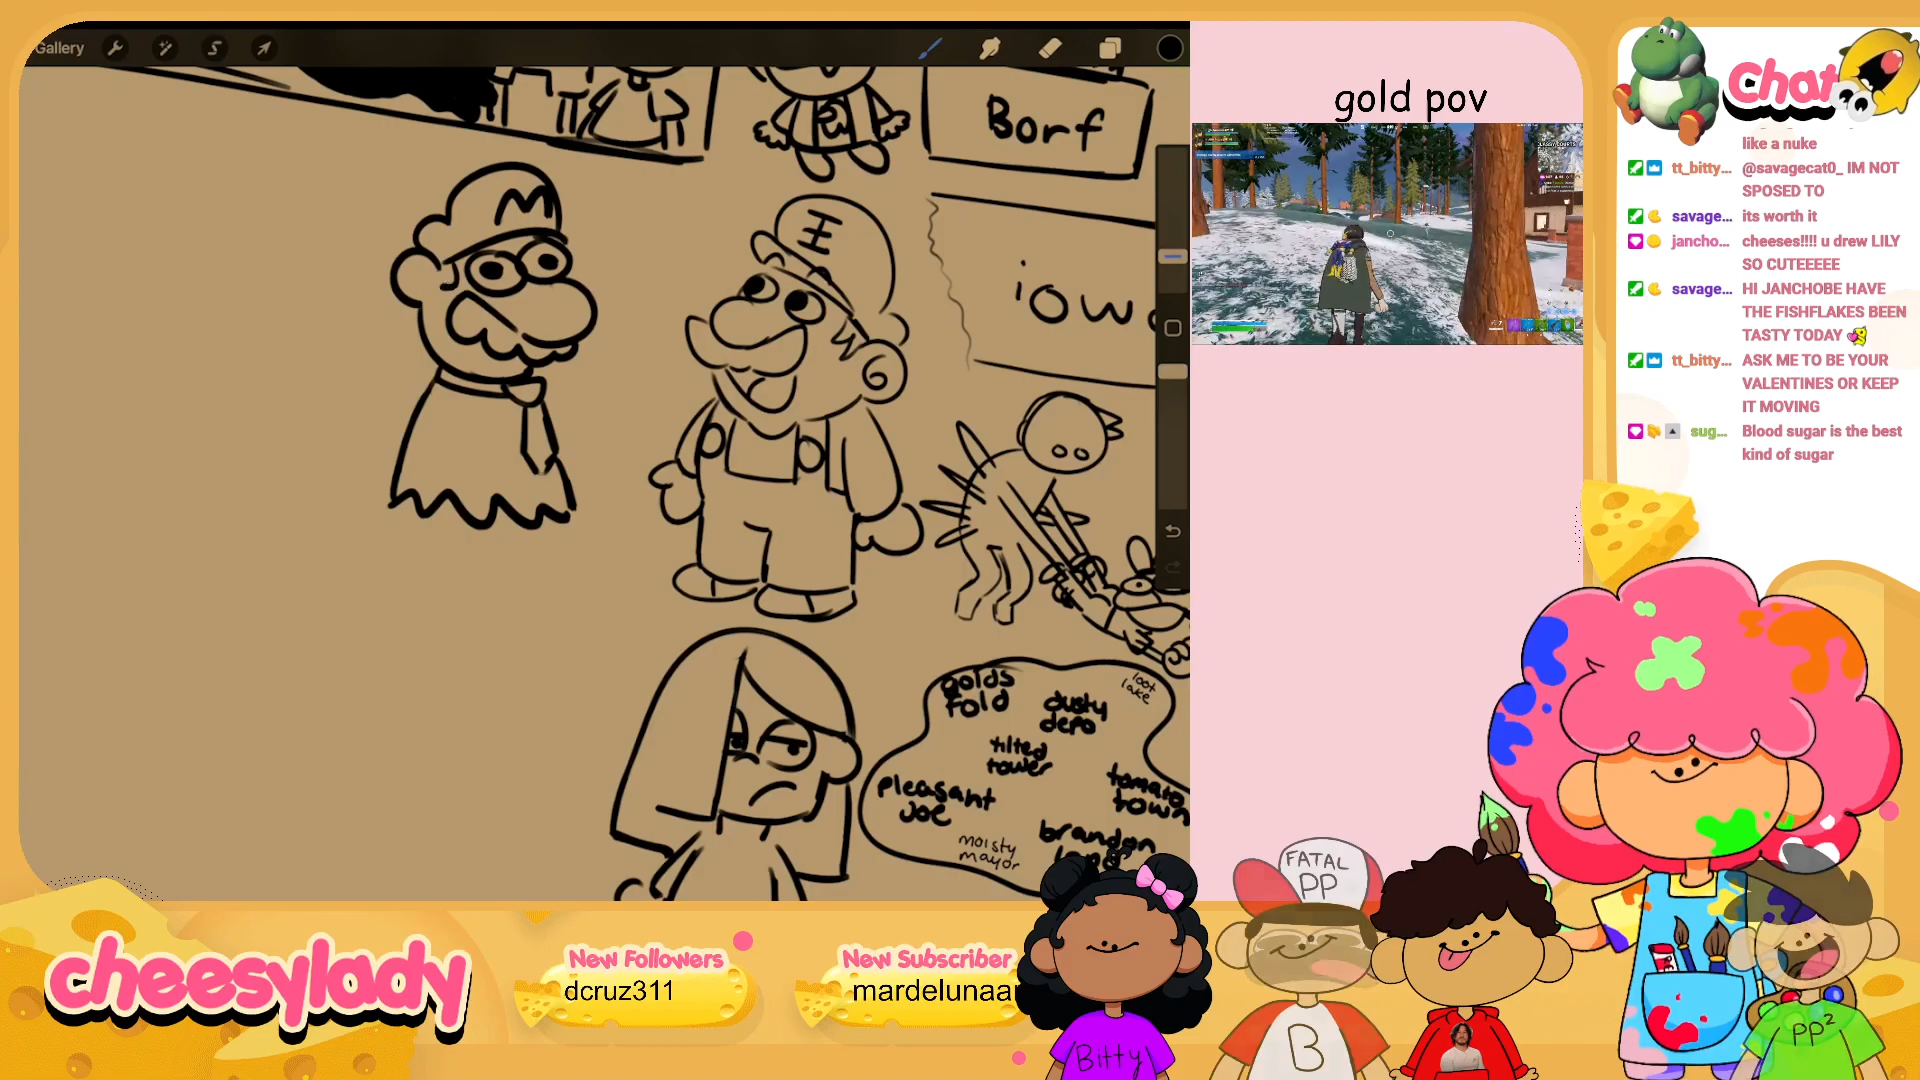 Gallery
M
Borf
iow
golds
fold
loot
lake
dusty
depo
tilted
tower
pleasant
joe
tomato
town
moisty
mayor
brandon
gold pov
Chat
like a nuke
tt_bitty... @savagecat0_ IM NOT
SPOSED TO
savage... its worth it
jancho... cheeses!!!! u drew LILY
SO CUTEEEEE
savage... HI JANCHOBE HAVE
THE FISHFLAKES BEEN
TASTY TODAY
tt_bitty... ASK ME TO BE YOUR
VALENTINES OR KEEP
IT MOVING
sug... Blood sugar is the best
kind of sugar
cheesylady
New Followers
dcruz311
New Subscriber
mardelunaar
Bitty
FATAL
PP
B
PP²